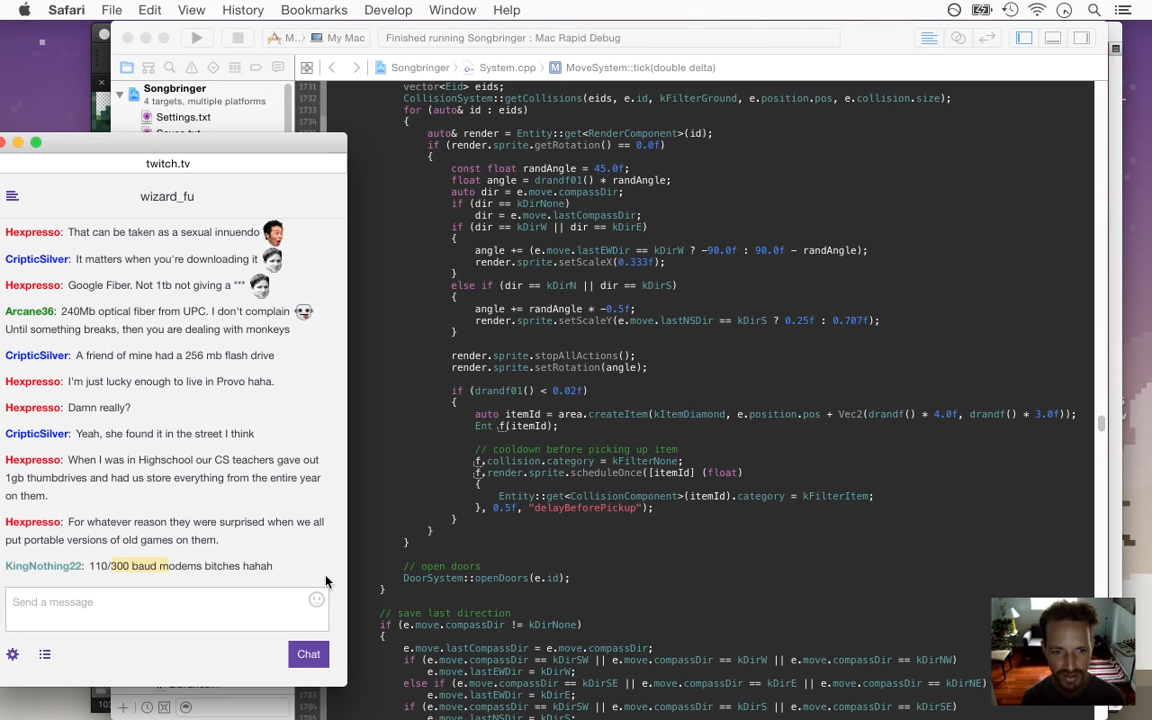 Safari File Edit View History Bookmarks Develop Window Help
M.. My Mac Finished running Songbringer : Mac Rapid Debug
Songbringer System.cpp MoveSystem::tick(double delta)
Songbringer
4 targets, multiple platforms
Settings.txt
twitch.tv
wizard_fu
Hexpresso: That can be taken as a sexual innuendo
CripticSilver: It matters when you're downloading it
Hexpresso: Google Fiber. Not 1tb not giving a ***
Arcane36: 240Mb optical fiber from UPC. I don't complain
Until something breaks, then you are dealing with monkeys
CripticSilver: A friend of mine had a 256 mb flash drive
Hexpresso: I'm just lucky enough to live in Provo haha.
Hexpresso: Damn really?
CripticSilver: Yeah, she found it in the street I think
Hexpresso: When I was in Highschool our CS teachers gave out
1gb thumbdrives and had us store everything from the entire year
on them.
Hexpresso: For whatever reason they were surprised when we all
put portable versions of old games on them.
KingNothing22: 110/300 baud modems bitches hahah
Send a message
Chat
1731 vector<Eid> eids;
1732 CollisionSystem::getCollisions(eids, e.id, kFilterGround, e.position.pos, e.collision.size);
1733 for (auto& id : eids)
1734 {
auto& render = Entity::get<RenderComponent>(id);
if (render.sprite.getRotation() == 0.0f)
{
const float randAngle = 45.0f;
float angle = drandf01() * randAngle;
auto dir = e.move.compassDir;
if (dir == kDirNone)
dir = e.move.lastCompassDir;
if (dir == kDirW || dir == kDirE)
{
angle += (e.move.lastEWDir == kDirW ? -90.0f : 90.0f - randAngle);
render.sprite.setScaleX(0.333f);
}
else if (dir == kDirN || dir == kDirS)
{
angle += randAngle * -0.5f;
render.sprite.setScaleY(e.move.lastNSDir == kDirS ? 0.25f : 0.707f);
}
render.sprite.stopAllActions();
render.sprite.setRotation(angle);
if (drandf01() < 0.02f)
{
auto itemId = area.createItem(kItemDiamond, e.position.pos + Vec2(drandf() * 4.0f, drandf() * 3.0f));
Ent f(itemId);
// cooldown before picking up item
f.collision.category = kFilterNone;
f.render.sprite.scheduleOnce([itemId] (float)
{
Entity::get<CollisionComponent>(itemId).category = kFilterItem;
}, 0.5f, "delayBeforePickup");
}
}
}
// open doors
DoorSystem::openDoors(e.id);
}
// save last direction
if (e.move.compassDir != kDirNone)
{
e.move.lastCompassDir = e.move.compassDir;
if (e.move.compassDir == kDirSW || e.move.compassDir == kDirW || e.move.compassDir == kDirNW)
e.move.lastEWDir = kDirW;
else if (e.move.compassDir == kDirSE || e.move.compassDir == kDirE || e.move.compassDir == kDirNE)
e.move.lastEWDir = kDirE;
if (e.move.compassDir == kDirSW || e.move.compassDir == kDirS || e.move.compassDir == kDirSE)
e.move.lastNSDir = kDirS;